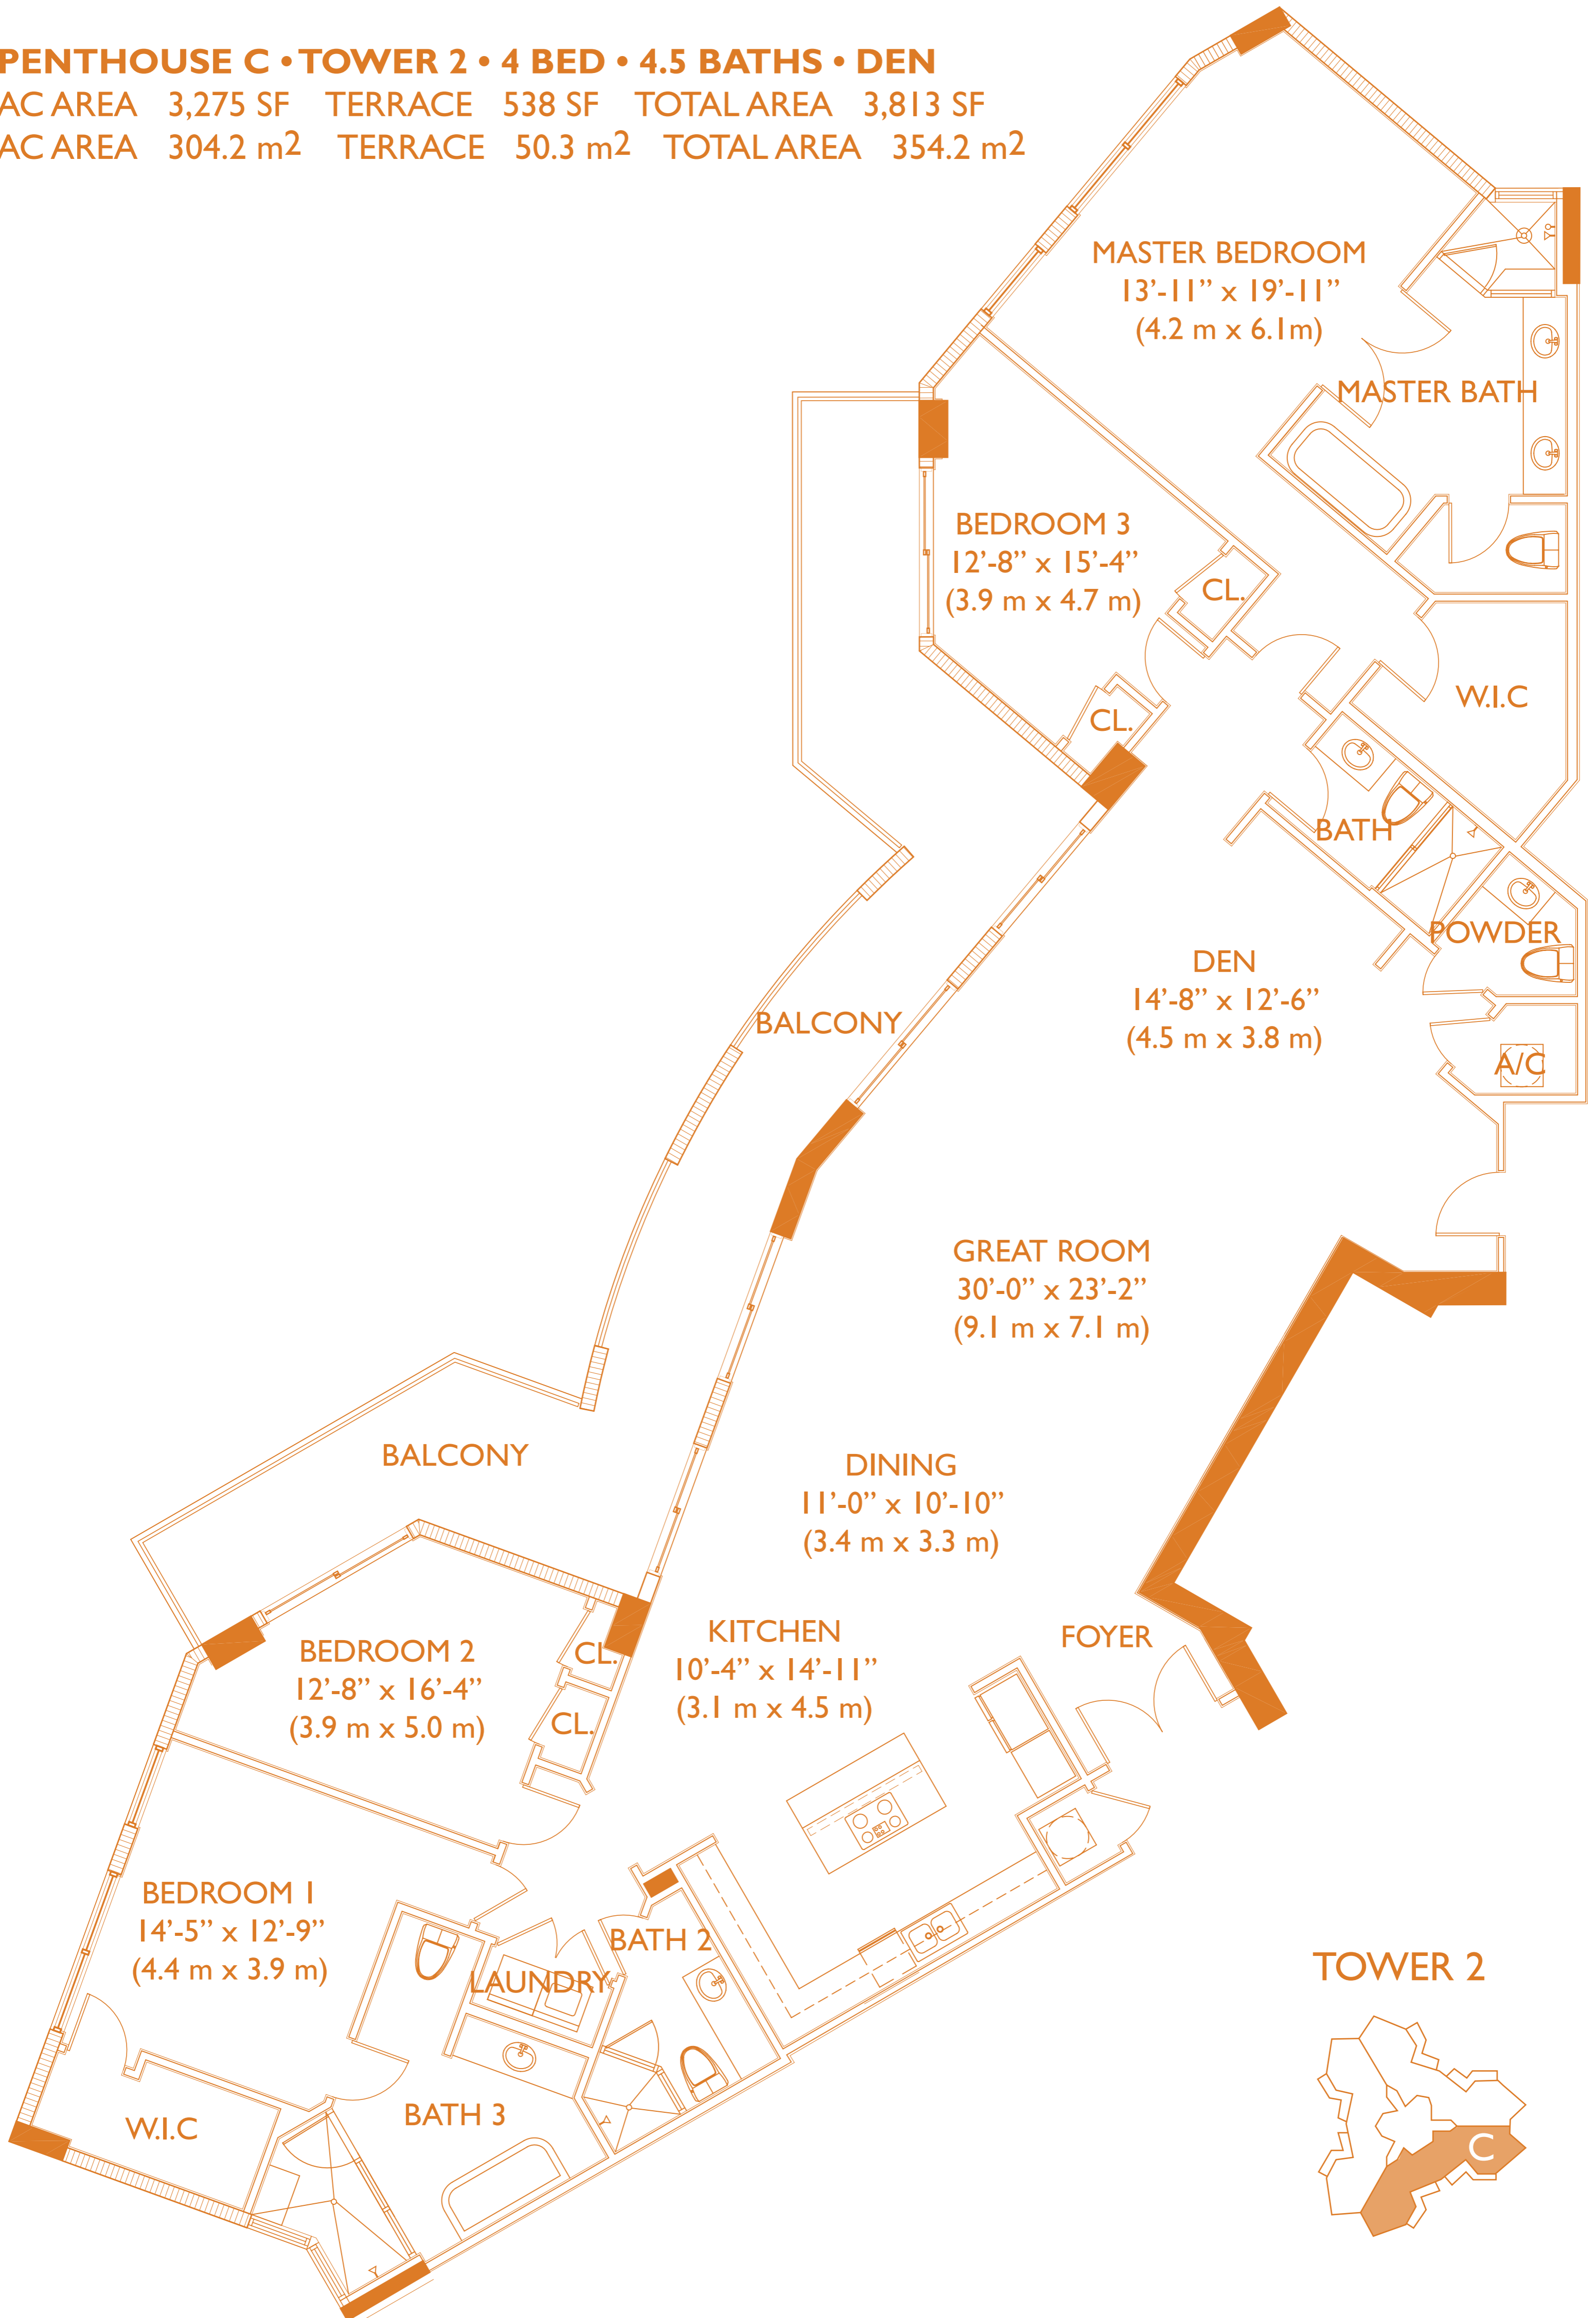 PENTHOUSE C • TOWER 2 • 4 BED • 4.5 BATHS • DEN
AC AREA 3,275 SF TERRACE 538 SF TOTAL AREA 3,813 SF
AC AREA 304.2 m2 TERRACE 50.3 m2 TOTAL AREA 354.2 m2
MASTER BEDROOM
13’-11” x 19’-11”
(4.2 m x 6.1m)
MASTER BATH
BEDROOM 3
12’-8” x 15’-4”
(3.9 m x 4.7 m)
CL.
CL.
W.I.C
BATH
POWDER
DEN
14’-8” x 12’-6”
(4.5 m x 3.8 m)
BALCONY
A/C
GREAT ROOM
30’-0” x 23’-2”
(9.1 m x 7.1 m)
BALCONY
DINING
11’-0” x 10’-10”
(3.4 m x 3.3 m)
KITCHEN
10’-4” x 14’-11”
(3.1 m x 4.5 m)
FOYER
BEDROOM 2
12’-8” x 16’-4”
(3.9 m x 5.0 m)
CL.
CL.
BEDROOM 1
14’-5” x 12’-9”
(4.4 m x 3.9 m)
BATH 2
LAUNDRY
BATH 3
W.I.C
TOWER 2
C